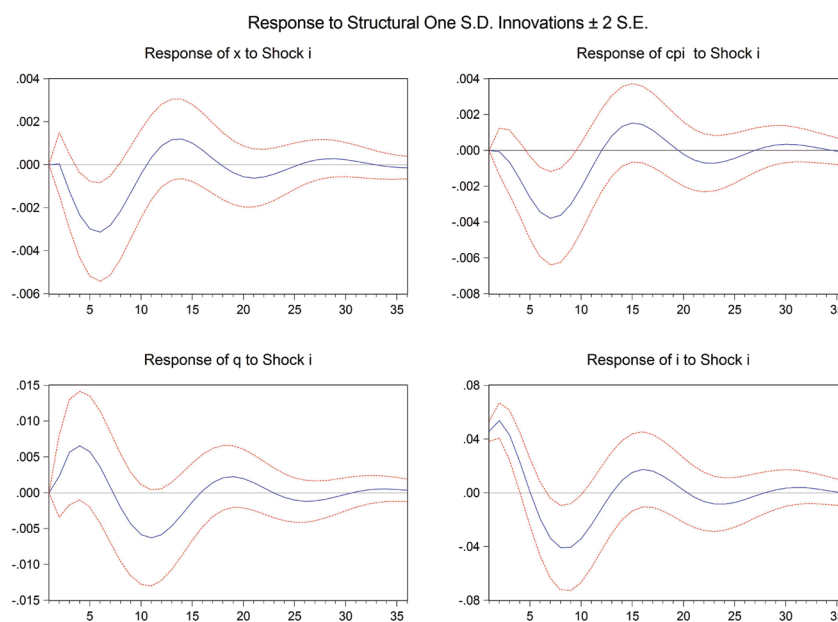 Response to Structural One S.D. Innovations ± 2 S.E.
Response of x to Shock i
.004
.002
.000
-.002
-.004
-.006
5 10 15 20 25 30 35
Response of cpi to Shock i
.004
.002
.000
-.002
-.004
-.006
-.008
5 10 15 20 25 30 35
Response of q to Shock i
.015
.010
.005
.000
-.005
-.010
-.015
5 10 15 20 25 30 35
Response of i to Shock i
.08
.04
.00
-.04
-.08
5 10 15 20 25 30 35